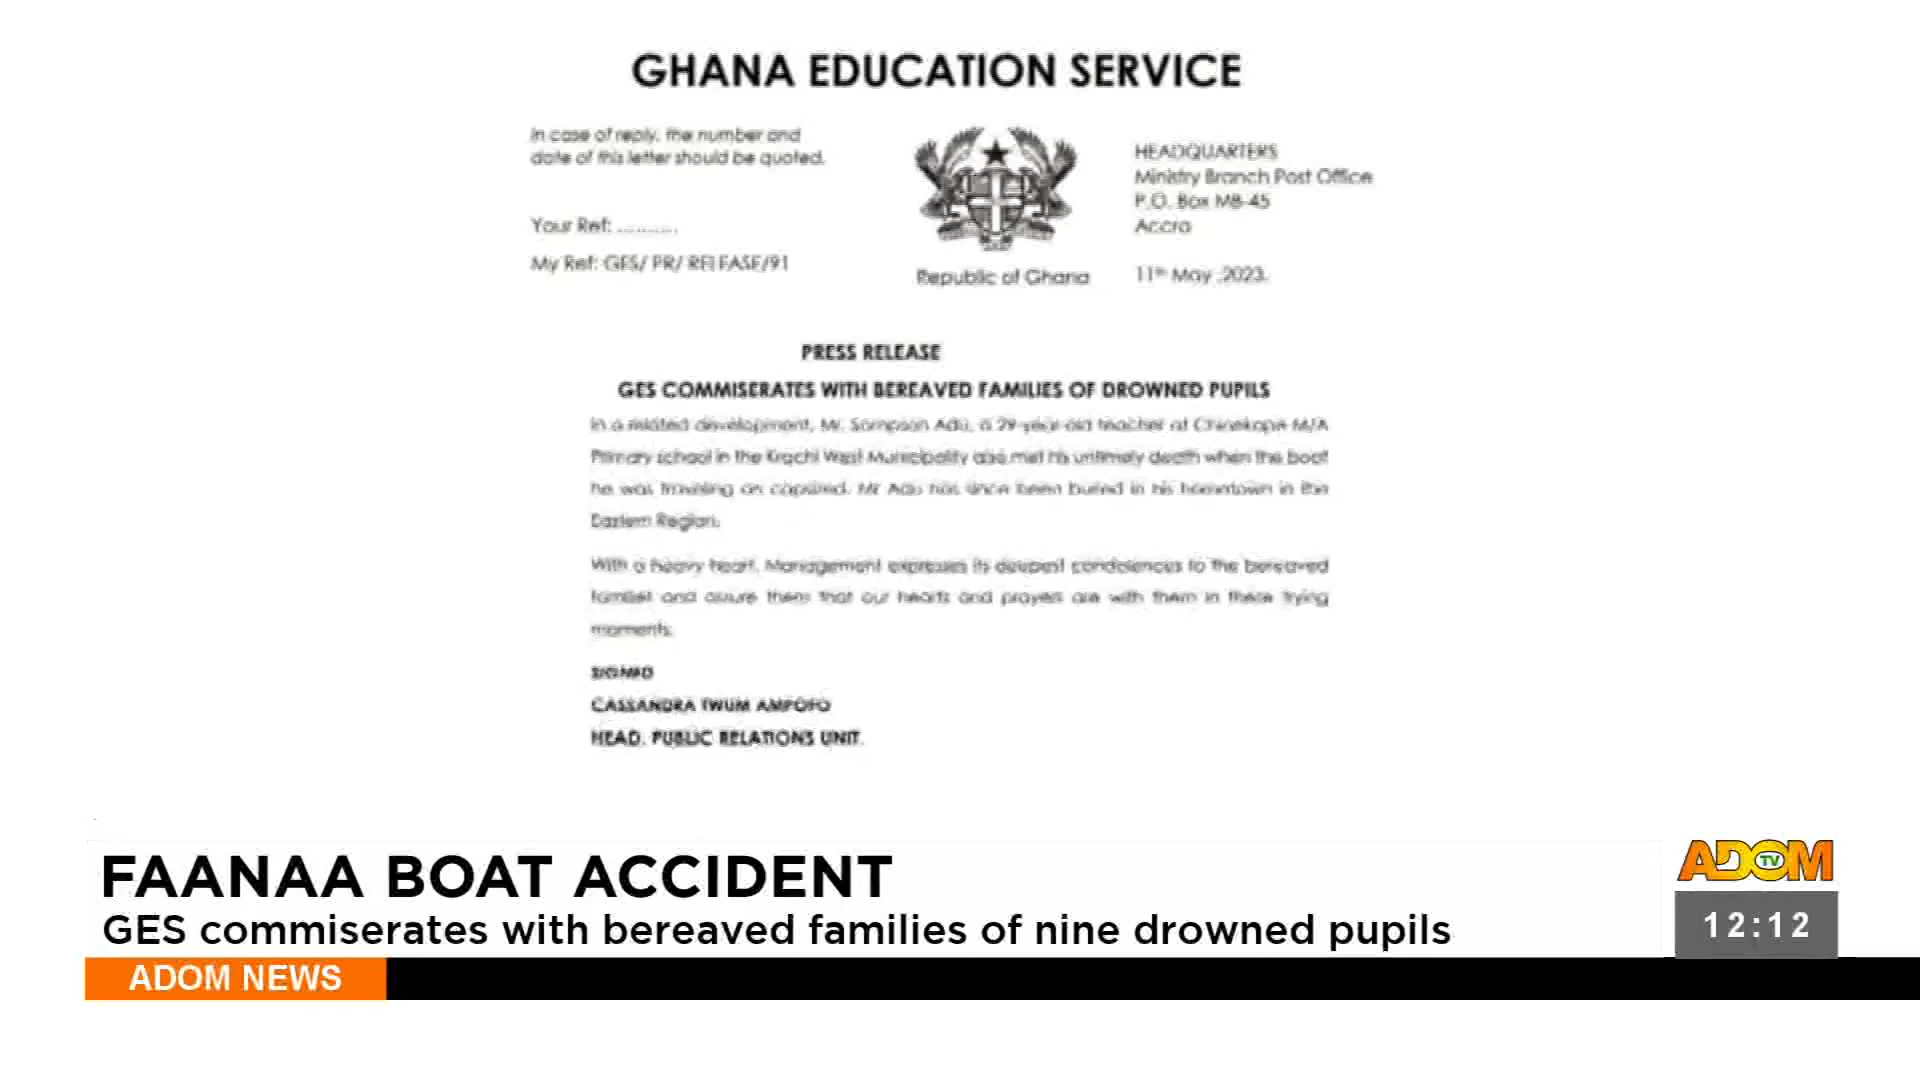 GHANA EDUCATION SERVICE
In case of reply, the number and
date of this letter should be quoted.
Your Ref: ...........
My Ref: GES/ PR/ RELEASE/91
Republic of Ghana
HEADQUARTERS
Ministry Branch Post Office
P.O. Box MB-45
Accra
11th May ,2023.
PRESS RELEASE
GES COMMISERATES WITH BEREAVED FAMILIES OF DROWNED PUPILS
In a related development, Mr. Sampson Adu, a 29-year-old teacher at M/A
Primary school in the Krachi West Municipality also met his untimely death when the boat
he was traveling on capsized. Mr Adu has since been buried in his hometown in the
Eastern Region.
With a heavy heart, Management expresses its deepest condolences to the bereaved
families and assure them that our hearts and prayers are with them in these trying
moments.
SIGNED
CASSANDRA TWUM AMPOFO
HEAD, PUBLIC RELATIONS UNIT.
FAANAA BOAT ACCIDENT
GES commiserates with bereaved families of nine drowned pupils
ADOM TV
12:12
ADOM NEWS